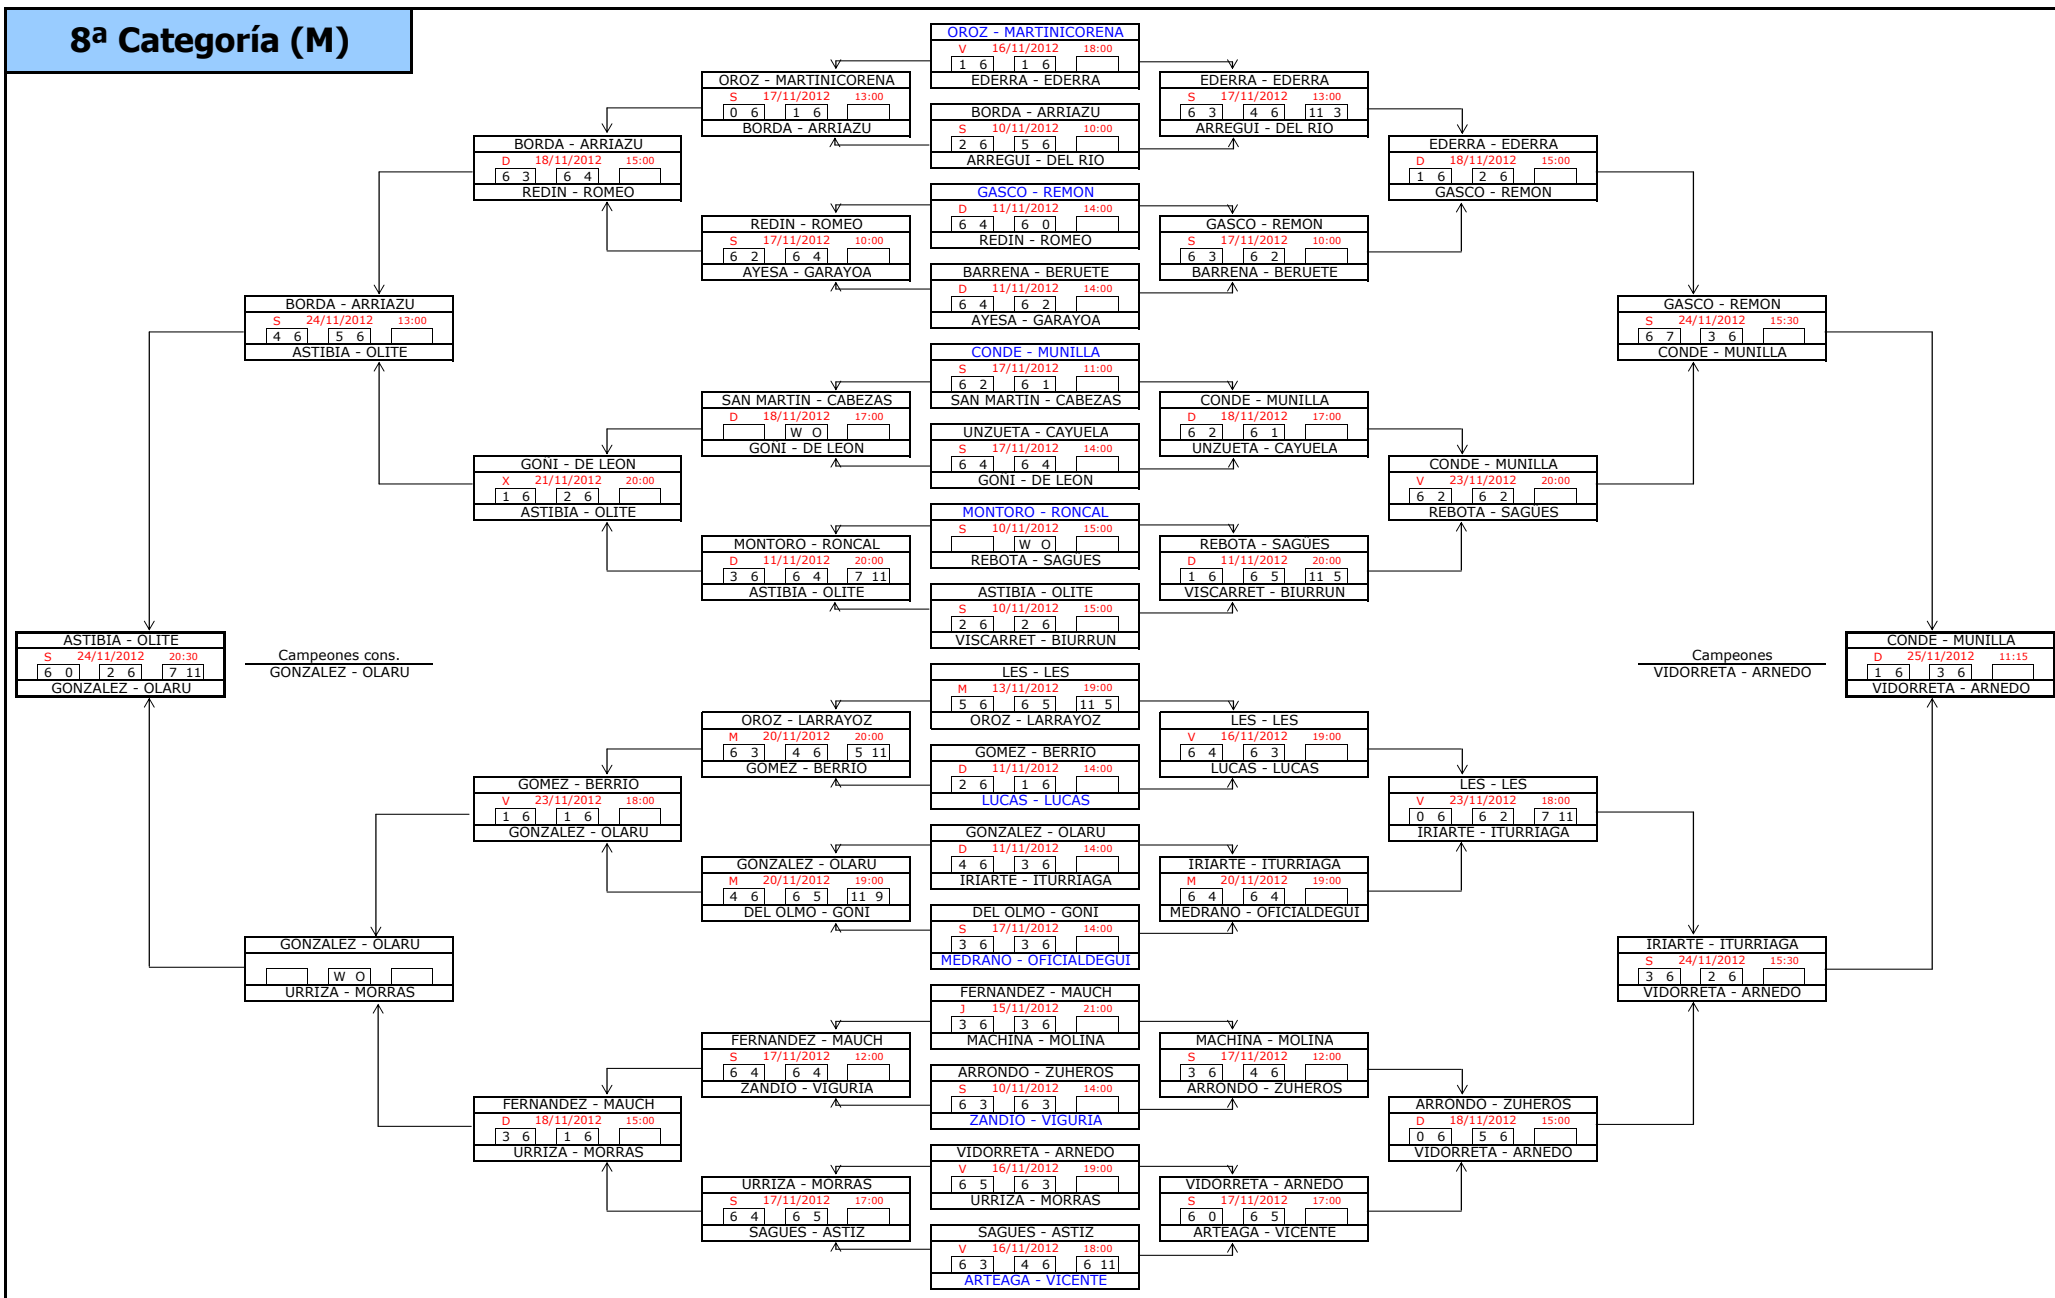 8ª Categoría (M)
OROZ - MARTINICORENA
V 16/11/2012 18:00
1 6 1 6
EDERRA - EDERRA
BORDA - ARRIAZU
S 10/11/2012 10:00
2 6 5 6
ARREGUI - DEL RIO
GASCO - REMON
D 11/11/2012 14:00
6 4 6 0
REDIN - ROMEO
BARRENA - BERUETE
D 11/11/2012 14:00
6 4 6 2
AYESA - GARAYOA
CONDE - MUNILLA
S 17/11/2012 11:00
6 2 6 1
SAN MARTIN - CABEZAS
UNZUETA - CAYUELA
S 17/11/2012 14:00
6 4 6 4
GOÑI - DE LEON
MONTORO - RONCAL
S 10/11/2012 15:00
W O
REBOTA - SAGÜES
ASTIBIA - OLITE
S 10/11/2012 15:00
2 6 2 6
VISCARRET - BIURRUN
LES - LES
M 13/11/2012 19:00
5 6 6 5 11 5
OROZ - LARRAYOZ
GOMEZ - BERRIO
D 11/11/2012 14:00
2 6 1 6
LUCAS - LUCAS
GONZALEZ - OLARU
D 11/11/2012 14:00
4 6 3 6
IRIARTE - ITURRIAGA
DEL OLMO - GOÑI
S 17/11/2012 14:00
3 6 3 6
MEDRANO - OFICIALDEGUI
FERNANDEZ - MAUCH
J 15/11/2012 21:00
3 6 3 6
MACHINA - MOLINA
ARRONDO - ZUHEROS
S 10/11/2012 14:00
6 3 6 3
ZANDIO - VIGURIA
VIDORRETA - ARNEDO
V 16/11/2012 19:00
6 5 6 3
URRIZA - MORRAS
SAGÜES - ASTIZ
V 16/11/2012 18:00
6 3 4 6 6 11
ARTEAGA - VICENTE
OROZ - MARTINICORENA
S 17/11/2012 13:00
0 6 1 6
BORDA - ARRIAZU
REDIN - ROMEO
S 17/11/2012 10:00
6 2 6 4
AYESA - GARAYOA
SAN MARTIN - CABEZAS
D 18/11/2012 17:00
W O
GOÑI - DE LEON
MONTORO - RONCAL
D 11/11/2012 20:00
3 6 6 4 7 11
ASTIBIA - OLITE
OROZ - LARRAYOZ
M 20/11/2012 20:00
6 3 4 6 5 11
GOMEZ - BERRIO
GONZALEZ - OLARU
M 20/11/2012 19:00
4 6 6 5 11 9
DEL OLMO - GOÑI
FERNANDEZ - MAUCH
S 17/11/2012 12:00
6 4 6 4
ZANDIO - VIGURIA
URRIZA - MORRAS
S 17/11/2012 17:00
6 4 6 5
SAGÜES - ASTIZ
BORDA - ARRIAZU
D 18/11/2012 15:00
6 3 6 4
REDIN - ROMEO
GOÑI - DE LEON
X 21/11/2012 20:00
1 6 2 6
ASTIBIA - OLITE
GOMEZ - BERRIO
V 23/11/2012 18:00
1 6 1 6
GONZALEZ - OLARU
FERNANDEZ - MAUCH
D 18/11/2012 15:00
3 6 1 6
URRIZA - MORRAS
BORDA - ARRIAZU
S 24/11/2012 13:00
4 6 5 6
ASTIBIA - OLITE
GONZALEZ - OLARU
W O
URRIZA - MORRAS
ASTIBIA - OLITE
S 24/11/2012 20:30
6 0 2 6 7 11
GONZALEZ - OLARU
Campeones cons.
GONZALEZ - OLARU
EDERRA - EDERRA
S 17/11/2012 13:00
6 3 4 6 11 3
ARREGUI - DEL RIO
GASCO - REMON
S 17/11/2012 10:00
6 3 6 2
BARRENA - BERUETE
CONDE - MUNILLA
D 18/11/2012 17:00
6 2 6 1
UNZUETA - CAYUELA
REBOTA - SAGÜES
D 11/11/2012 20:00
1 6 6 5 11 5
VISCARRET - BIURRUN
LES - LES
V 16/11/2012 19:00
6 4 6 3
LUCAS - LUCAS
IRIARTE - ITURRIAGA
M 20/11/2012 19:00
6 4 6 4
MEDRANO - OFICIALDEGUI
MACHINA - MOLINA
S 17/11/2012 12:00
3 6 4 6
ARRONDO - ZUHEROS
VIDORRETA - ARNEDO
S 17/11/2012 17:00
6 0 6 5
ARTEAGA - VICENTE
EDERRA - EDERRA
D 18/11/2012 15:00
1 6 2 6
GASCO - REMON
CONDE - MUNILLA
V 23/11/2012 20:00
6 2 6 2
REBOTA - SAGÜES
LES - LES
V 23/11/2012 18:00
0 6 6 2 7 11
IRIARTE - ITURRIAGA
ARRONDO - ZUHEROS
D 18/11/2012 15:00
0 6 5 6
VIDORRETA - ARNEDO
GASCO - REMON
S 24/11/2012 15:30
6 7 3 6
CONDE - MUNILLA
IRIARTE - ITURRIAGA
S 24/11/2012 15:30
3 6 2 6
VIDORRETA - ARNEDO
Campeones
VIDORRETA - ARNEDO
CONDE - MUNILLA
D 25/11/2012 11:15
1 6 3 6
VIDORRETA - ARNEDO